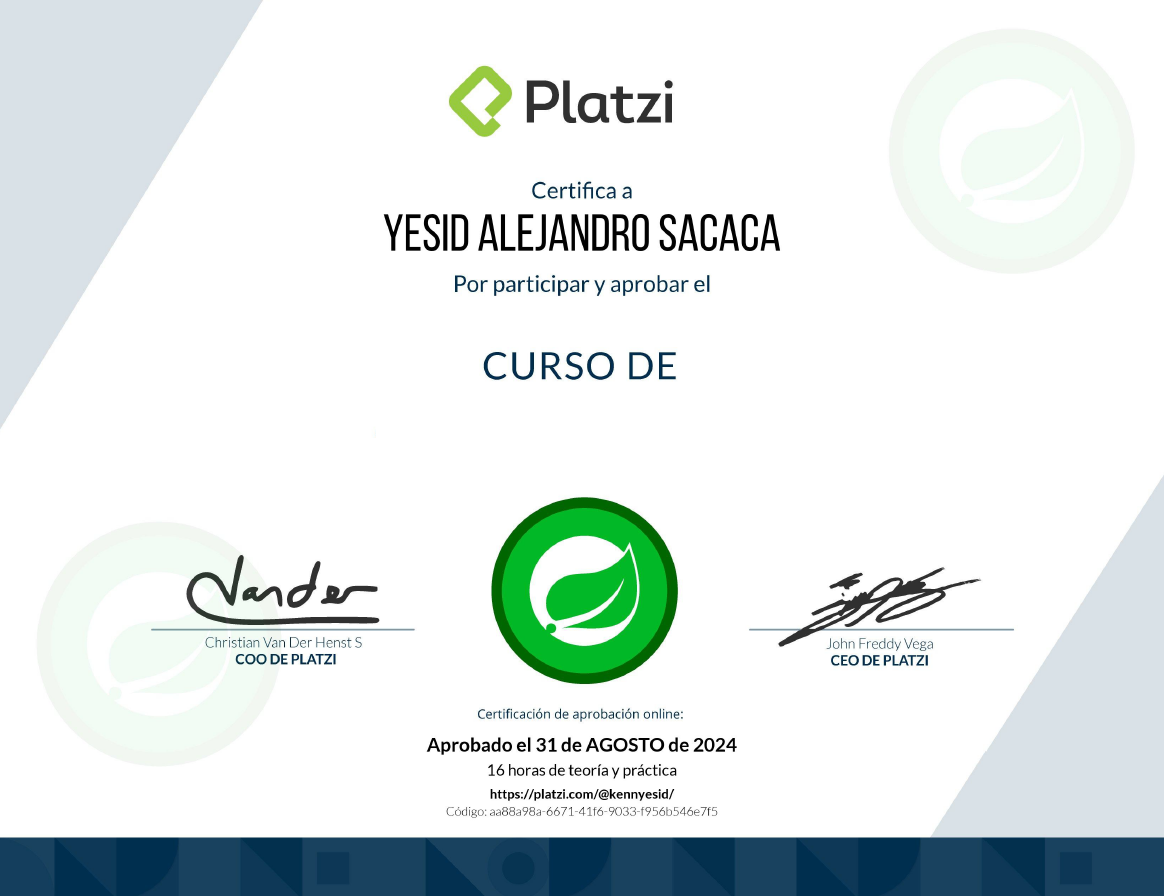 Platzi
Certifica a
YESID ALEJANDRO SACACA
Por participar y aprobar el
CURSO DE
Vander
Christian Van Der Henst S
COO DE PLATZI
John Freddy Vega
CEO DE PLATZI
Certificación de aprobación online:
Aprobado el 31 de AGOSTO de 2024
16 horas de teoría y práctica
https://platzi.com/@kennyesid/
Código: aa88a98a-6671-41f6-9033-f956b546e7f5